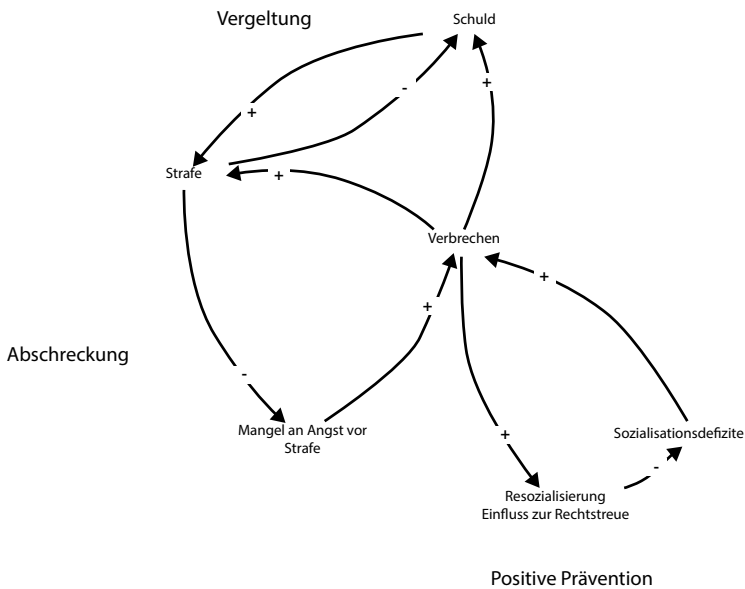 Vergeltung
Schuld
+
-
+
Strafe
+
Verbrechen
+
+
Abschreckung
-
Mangel an Angst vor
Strafe
+
Sozialisationsdefizite
-
Resozialisierung
Einfluss zur Rechtstreue
Positive Prävention